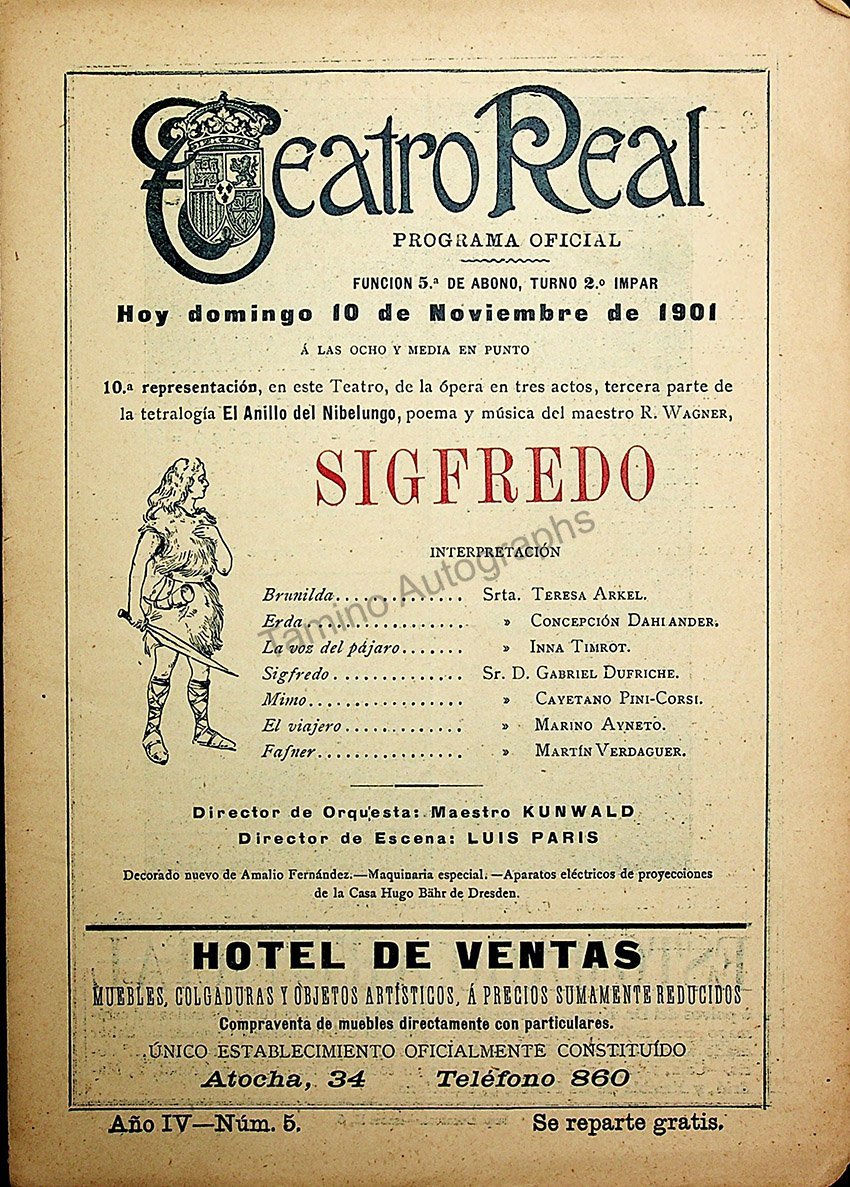 Teatro Real
PROGRAMA OFICIAL
FUNCION 5.ª DE ABONO, TURNO 2.º IMPAR
Hoy domingo 10 de Noviembre de 1901
Á LAS OCHO Y MEDIA EN PUNTO
10.ª representación, en este Teatro, de la ópera en tres actos, tercera parte de
la tetralogía El Anillo del Nibelungo, poema y música del maestro R. WAGNER,
SIGFREDO
INTERPRETACIÓN
Brunilda.............. Srta. TERESA ARKEL.
Erda.................. » CONCEPCIÓN DAHLANDER.
La voz del pájaro....... » INNA TIMROT.
Sigfredo.............. Sr. D. GABRIEL DUFRICHE.
Mimo................. » CAYETANO PINI-CORSI.
El viajero............. » MARINO AYNETO.
Fafner................ » MARTÍN VERDAGUER.
Tamino Autographs
Director de Orquesta: Maestro KUNWALD
Director de Escena: LUIS PARIS
Decorado nuevo de Amalio Fernández.—Maquinaria especial.—Aparatos eléctricos de proyecciones
de la Casa Hugo Bähr de Dresden.
HOTEL DE VENTAS
MUEBLES, COLGADURAS Y OBJETOS ARTÍSTICOS, Á PRECIOS SUMAMENTE REDUCIDOS
Compraventa de muebles directamente con particulares.
ÚNICO ESTABLECIMIENTO OFICIALMENTE CONSTITUÍDO
Atocha, 34 Teléfono 860
Año IV—Núm. 5. Se reparte gratis.